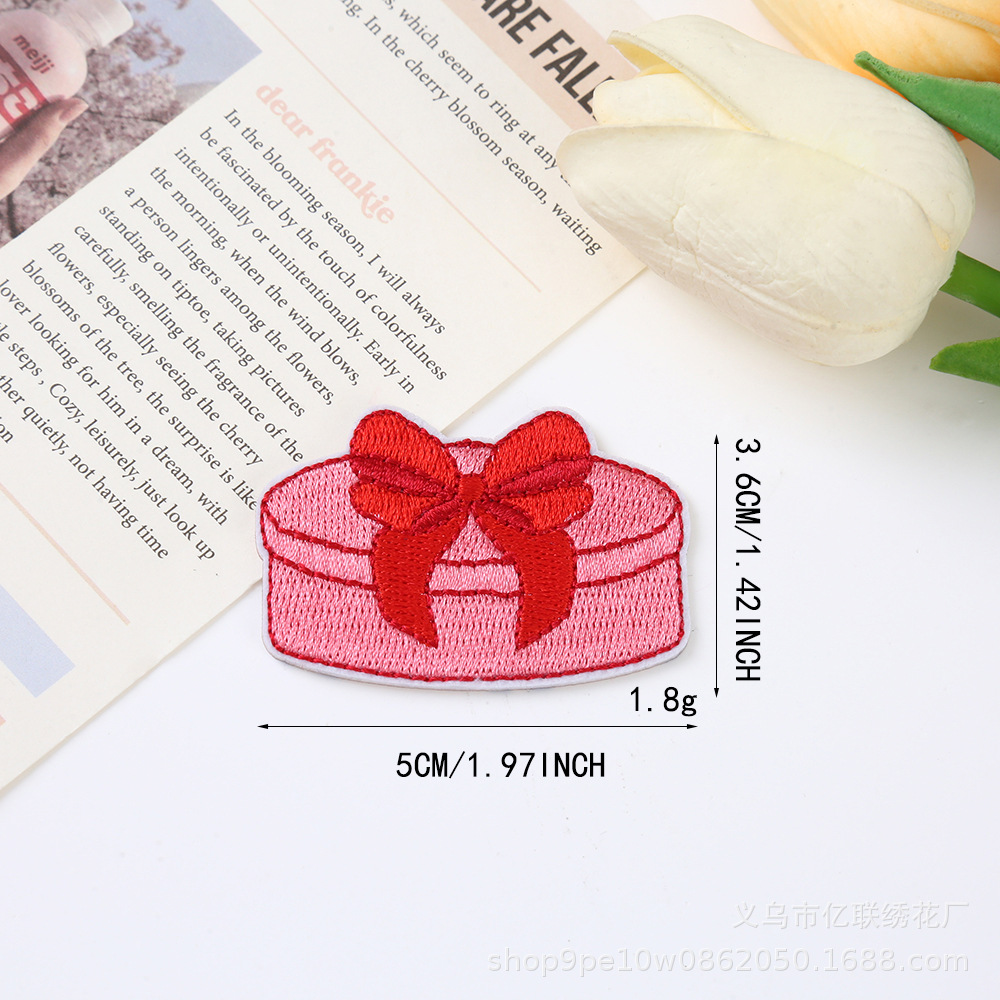 meiji
s, which seem to ring at any
ng. In the cherry blossom season, waiting
ARE FALL
dear frankie
In the blooming season, I will always
be fascinated by the touch of colorfulness
intentionally or unintentionally. Early in
the morning, when the wind blows,
a person lingers among the flowers,
standing on tiptoe, taking pictures
carefully, smelling the fragrance of the
flowers, especially seeing the cherry
blossoms of the tree, the surprise is like
lover looking for him in a dream, with
le steps , Cozy, leisurely, just look up
ther quietly, not having time
on
3.6CM/1.42INCH
1.8g
5CM/1.97INCH
义乌市亿联绣花厂
shop9pe10w0862050.1688.com